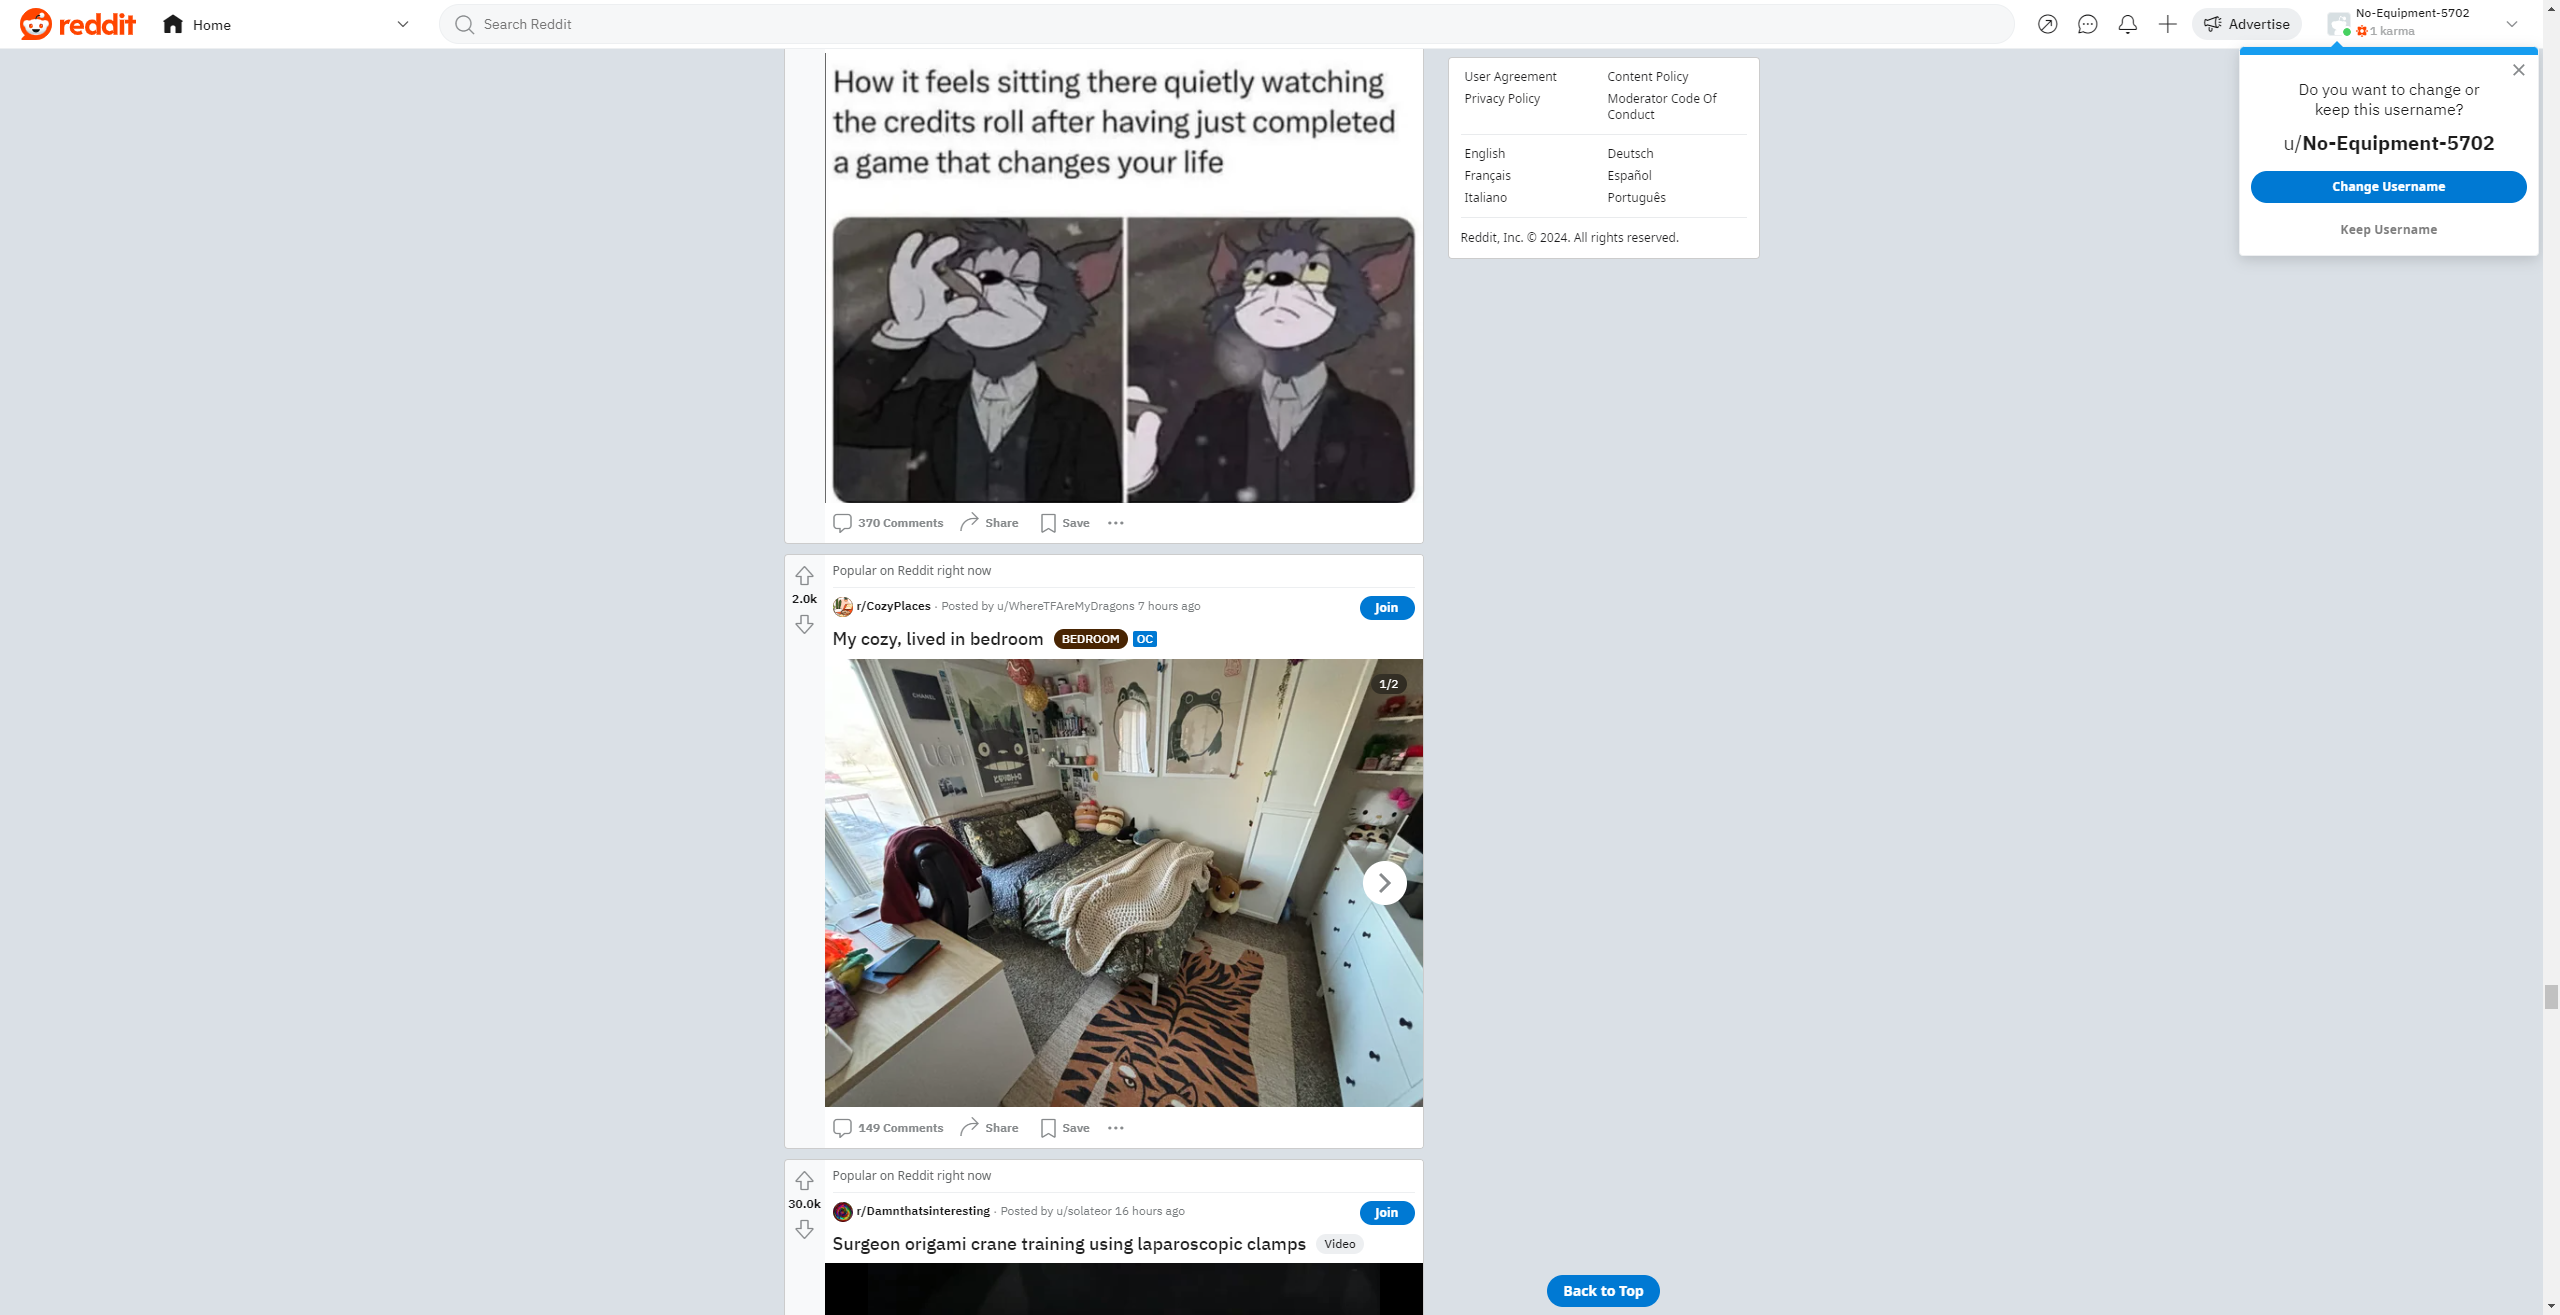 reddit
Home
Search Reddit
Advertise
No-Equipment-5702
1 karma
How it feels sitting there quietly watching
the credits roll after having just completed
a game that changes your life
370 Comments
Share
Save
Popular on Reddit right now
2.0k
r/CozyPlaces · Posted by u/WhereTFAreMyDragons 7 hours ago
Join
My cozy, lived in bedroom
BEDROOM
OC
1/2
CHANEL
149 Comments
Share
Save
Popular on Reddit right now
30.0k
r/Damnthatsinteresting · Posted by u/solateor 16 hours ago
Join
Surgeon origami crane training using laparoscopic clamps
Video
User Agreement
Content Policy
Privacy Policy
Moderator Code Of
Conduct
English
Deutsch
Français
Español
Italiano
Português
Reddit, Inc. © 2024. All rights reserved.
Back to Top
Do you want to change or
keep this username?
u/No-Equipment-5702
Change Username
Keep Username